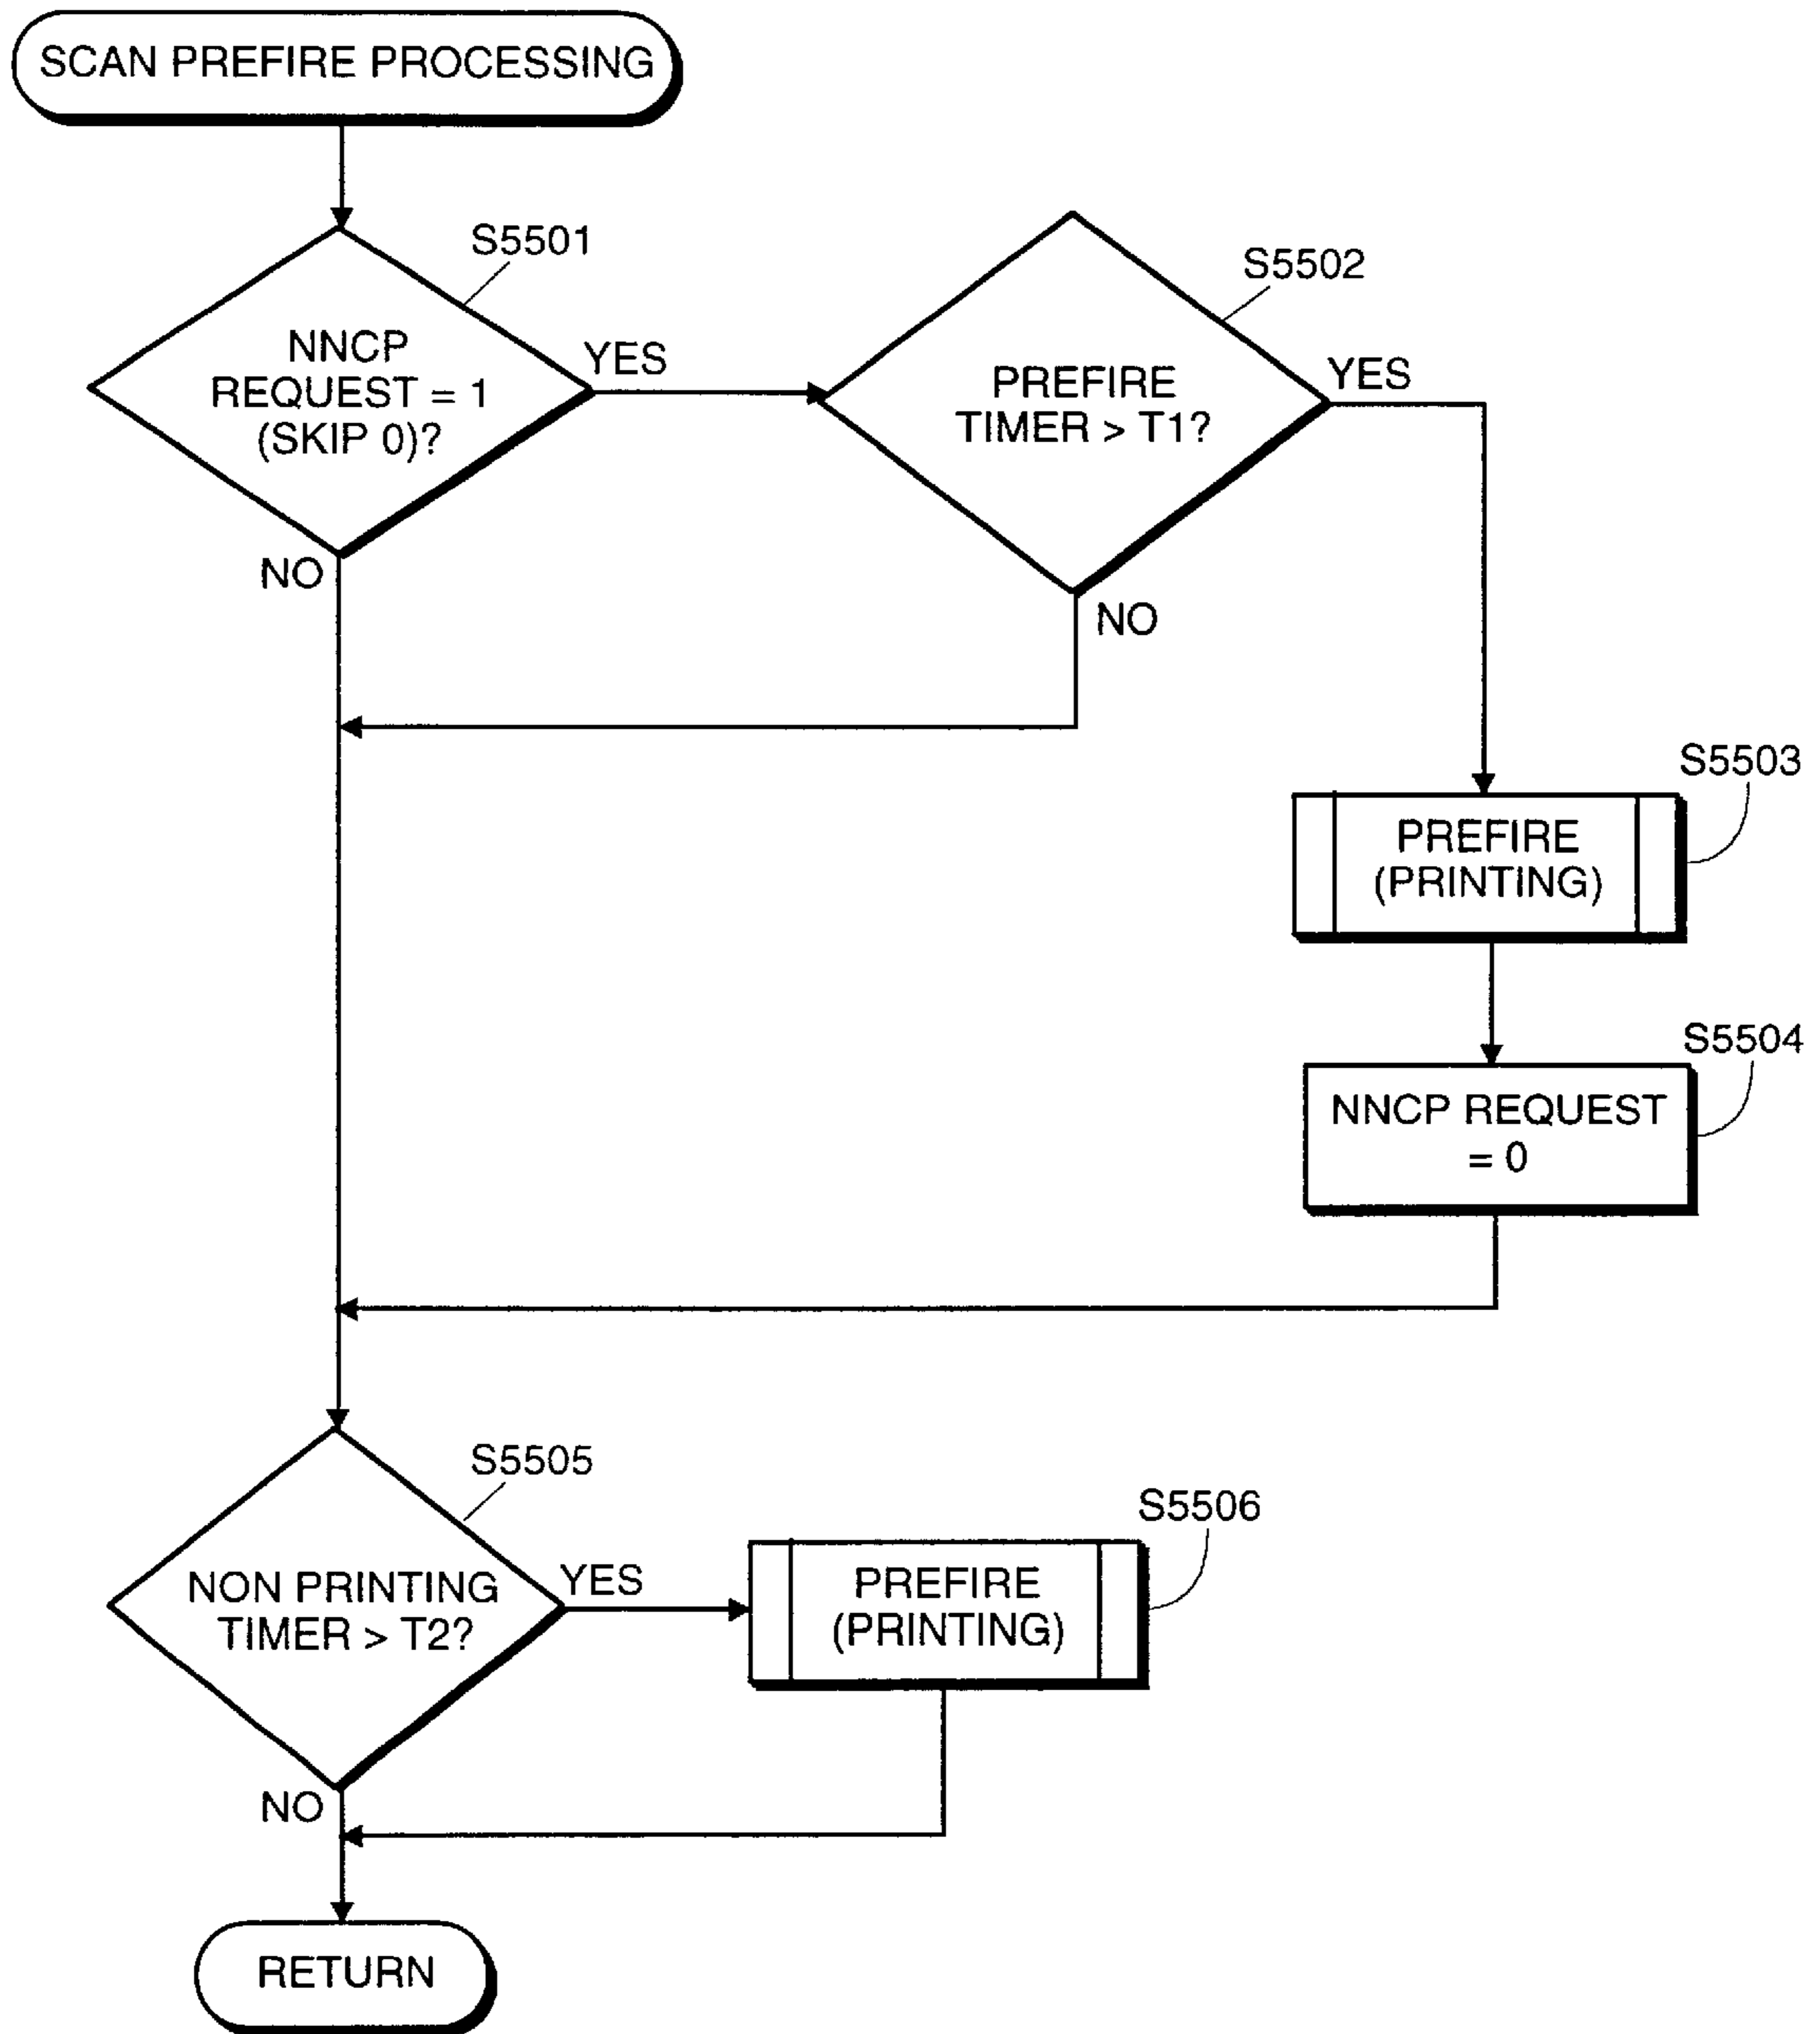 SCAN PREFIRE PROCESSING
S5501
NNCP
REQUEST = 1
(SKIP 0)?
YES
NO
S5502
PREFIRE
TIMER > T1?
YES
NO
S5503
PREFIRE
(PRINTING)
S5504
NNCP REQUEST
= 0
S5505
NON PRINTING
TIMER > T2?
YES
NO
S5506
PREFIRE
(PRINTING)
RETURN